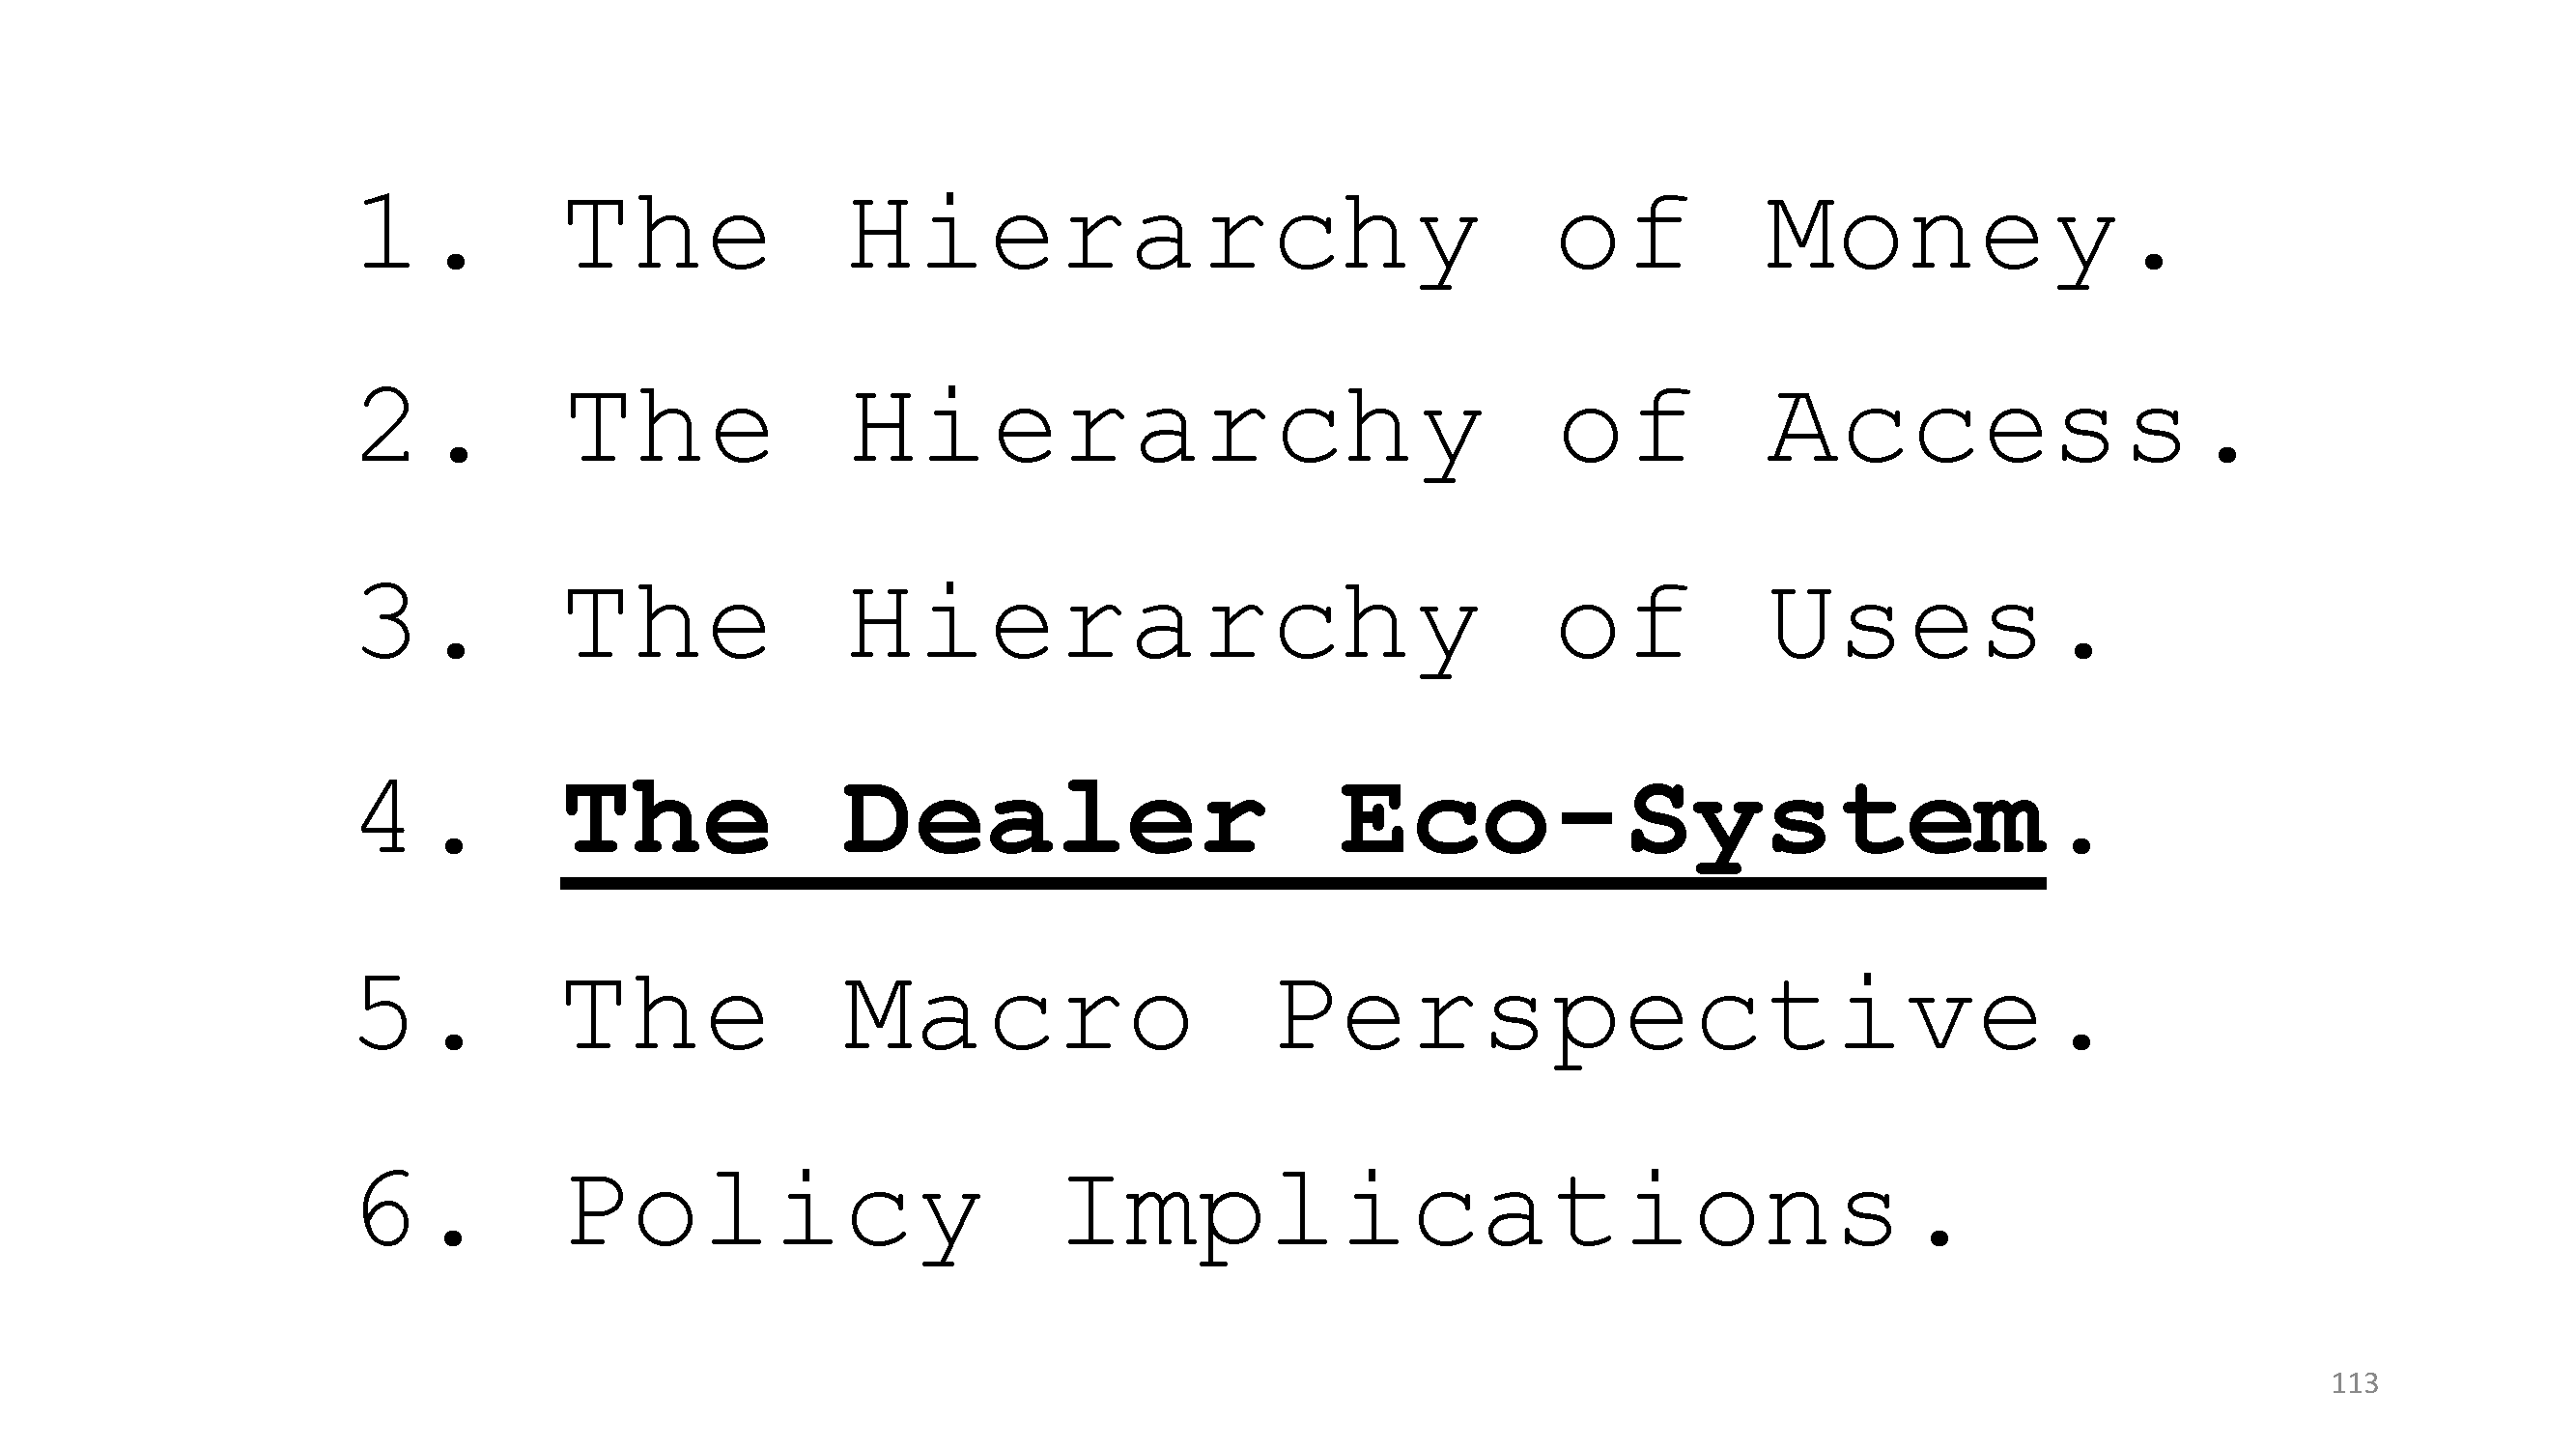 1. The Hierarchy of Money.
2. The Hierarchy of Access.
3. The Hierarchy of Uses.
4. The Dealer Eco-System.
5. The Macro Perspective.
6. Policy Implications.
113